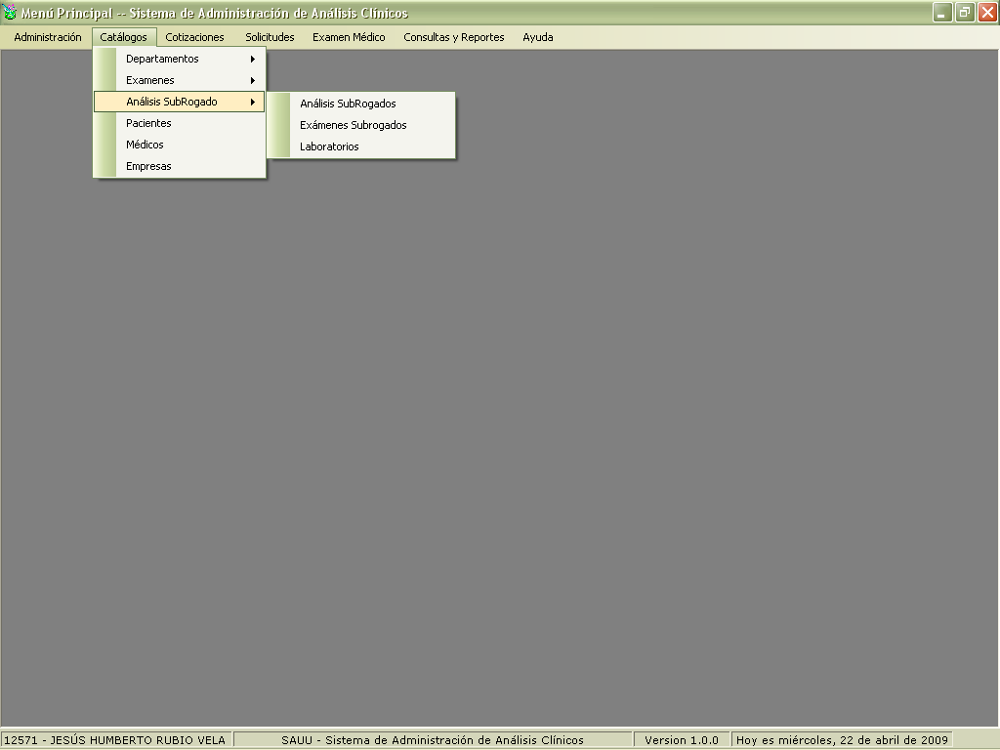 Menú Principal -- Sistema de Administración de Análisis Clínicos
Administración Catálogos Cotizaciones Solicitudes Examen Médico Consultas y Reportes Ayuda
Departamentos
Examenes
Análisis SubRogado
Pacientes
Médicos
Empresas
Análisis SubRogados
Exámenes Subrogados
Laboratorios
12571 - JESÚS HUMBERTO RUBIO VELA SAUU - Sistema de Administración de Análisis Clínicos Version 1.0.0 Hoy es miércoles, 22 de abril de 2009